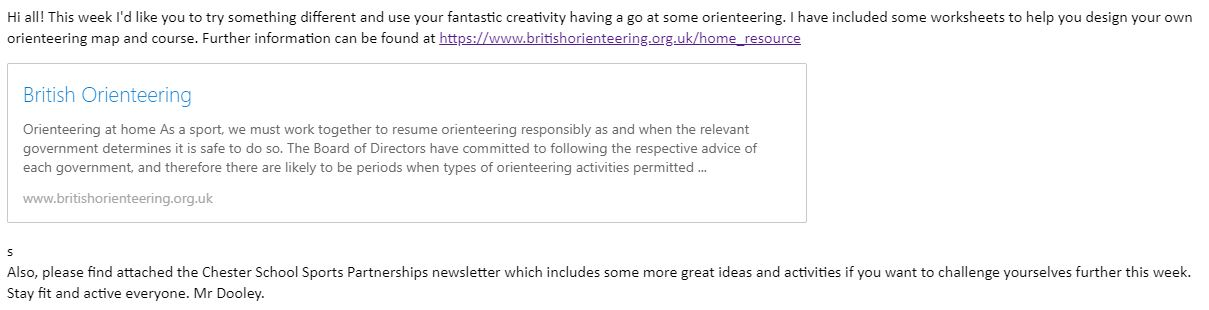 Hi all! This week I'd like you to try something different and use your fantastic creativity having a go at some orienteering. I have included some worksheets to help you design your own
orienteering map and course. Further information can be found at https://www.britishorienteering.org.uk/home_resource
British Orienteering
Orienteering at home As a sport, we must work together to resume orienteering responsibly as and when the relevant
government determines it is safe to do so. The Board of Directors have committed to following the respective advice of
each government, and therefore there are likely to be periods when types of orienteering activities permitted ...
www.britishorienteering.org.uk
s
Also, please find attached the Chester School Sports Partnerships newsletter which includes some more great ideas and activities if you want to challenge yourselves further this week.
Stay fit and active everyone. Mr Dooley.